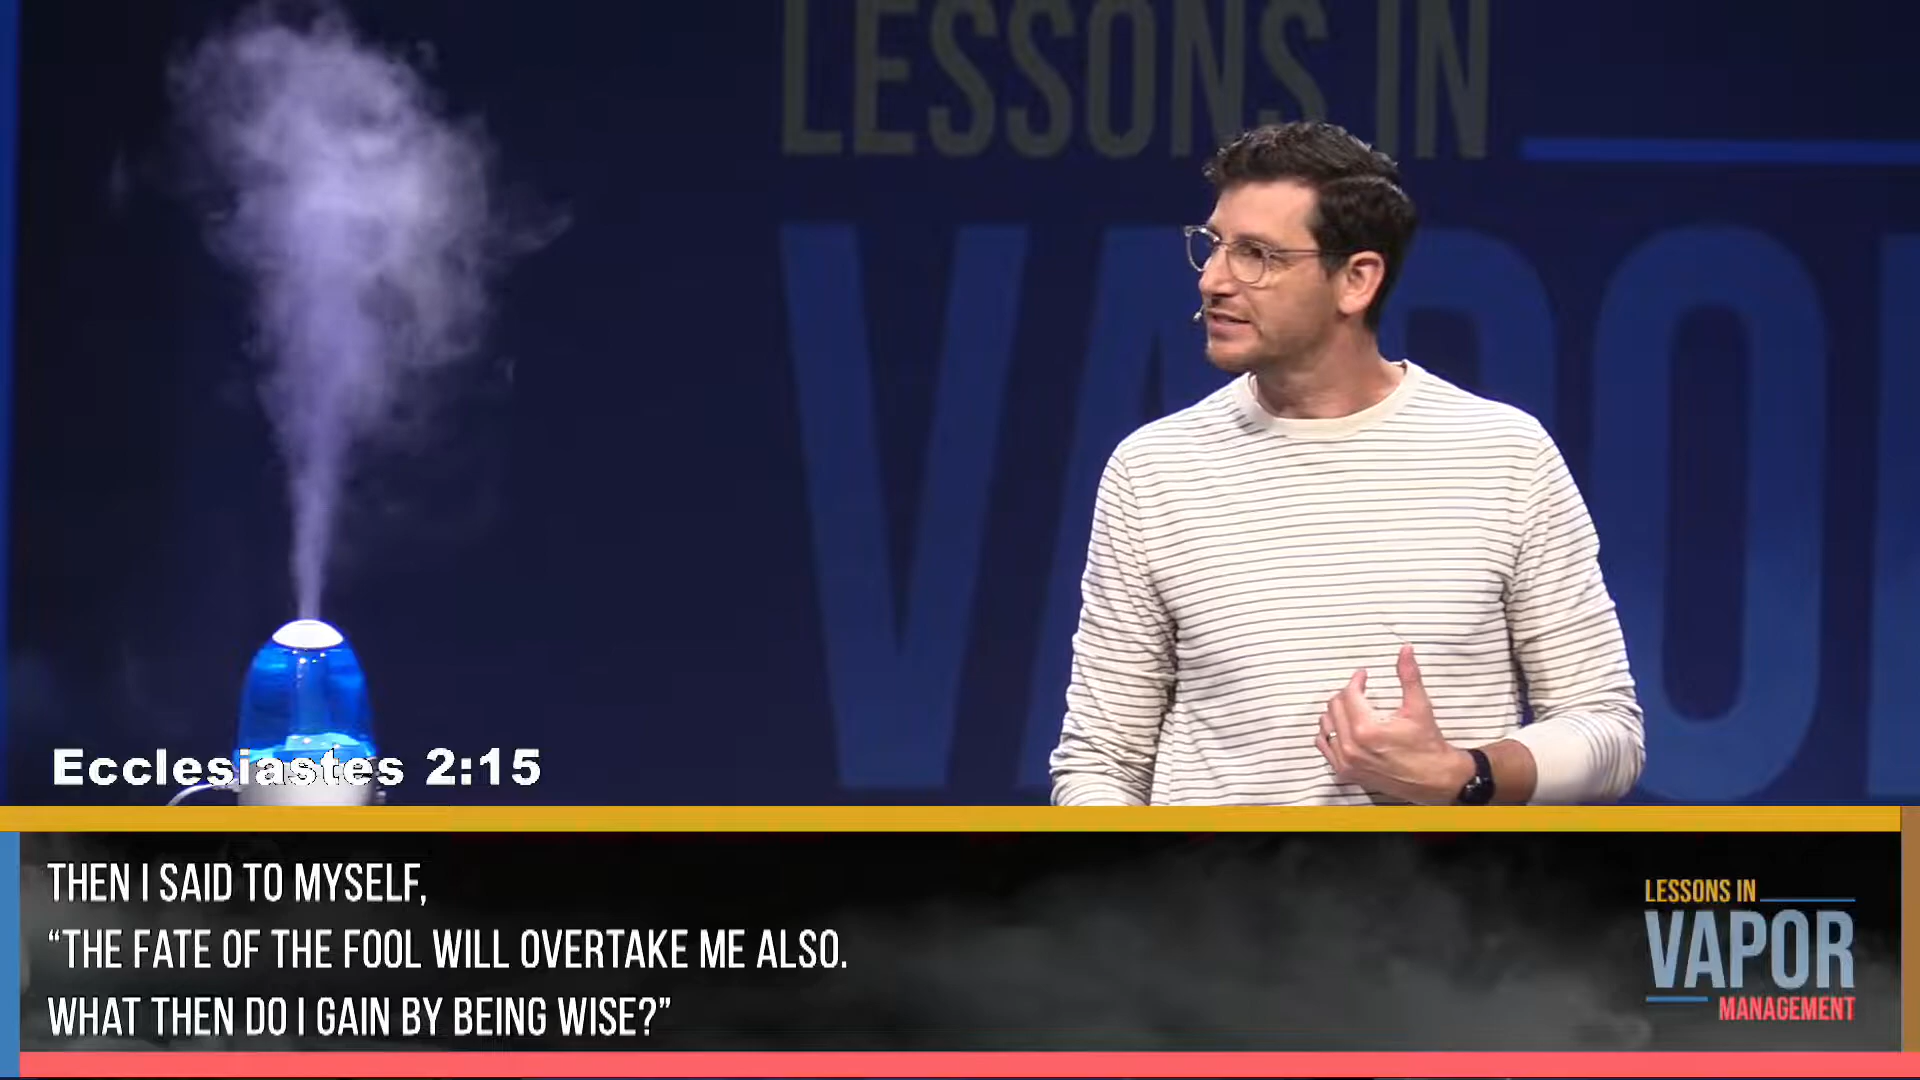 LESSONS IN
VAPO
Ecclesiastes 2:15
THEN I SAID TO MYSELF,
“THE FATE OF THE FOOL WILL OVERTAKE ME ALSO.
WHAT THEN DO I GAIN BY BEING WISE?”
LESSONS IN
VAPOR
MANAGEMENT